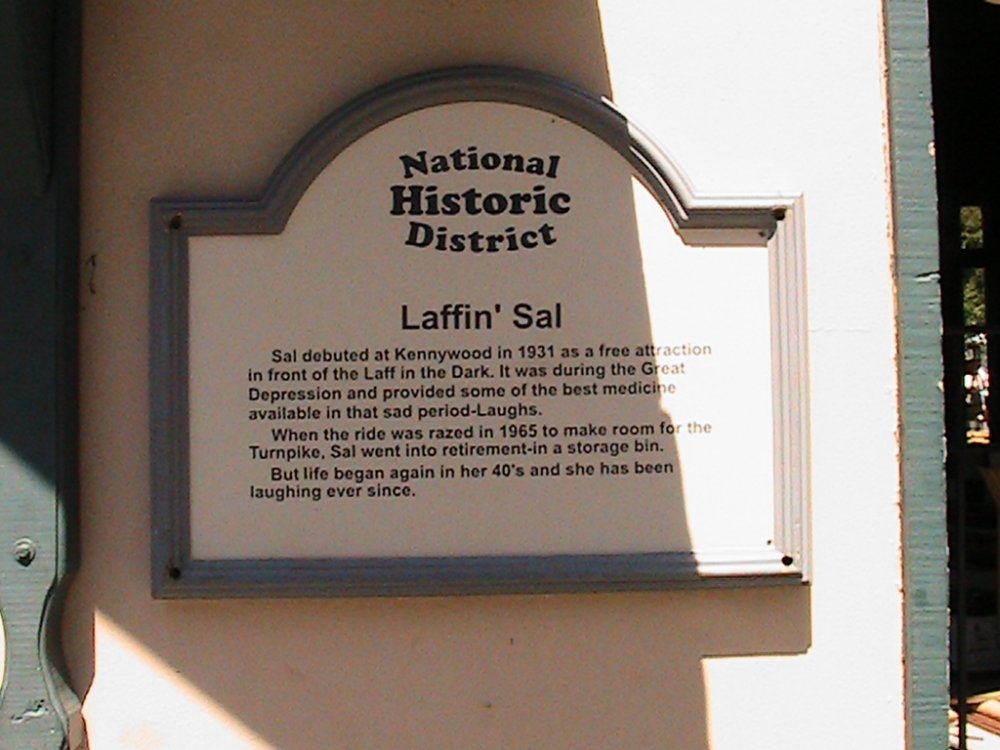 National
Historic
District
Laffin' Sal
Sal debuted at Kennywood in 1931 as a free attraction
in front of the Laff in the Dark. It was during the Great
Depression and provided some of the best medicine
available in that sad period-Laughs.
When the ride was razed in 1965 to make room for the
Turnpike, Sal went into retirement-in a storage bin.
But life began again in her 40's and she has been
laughing ever since.